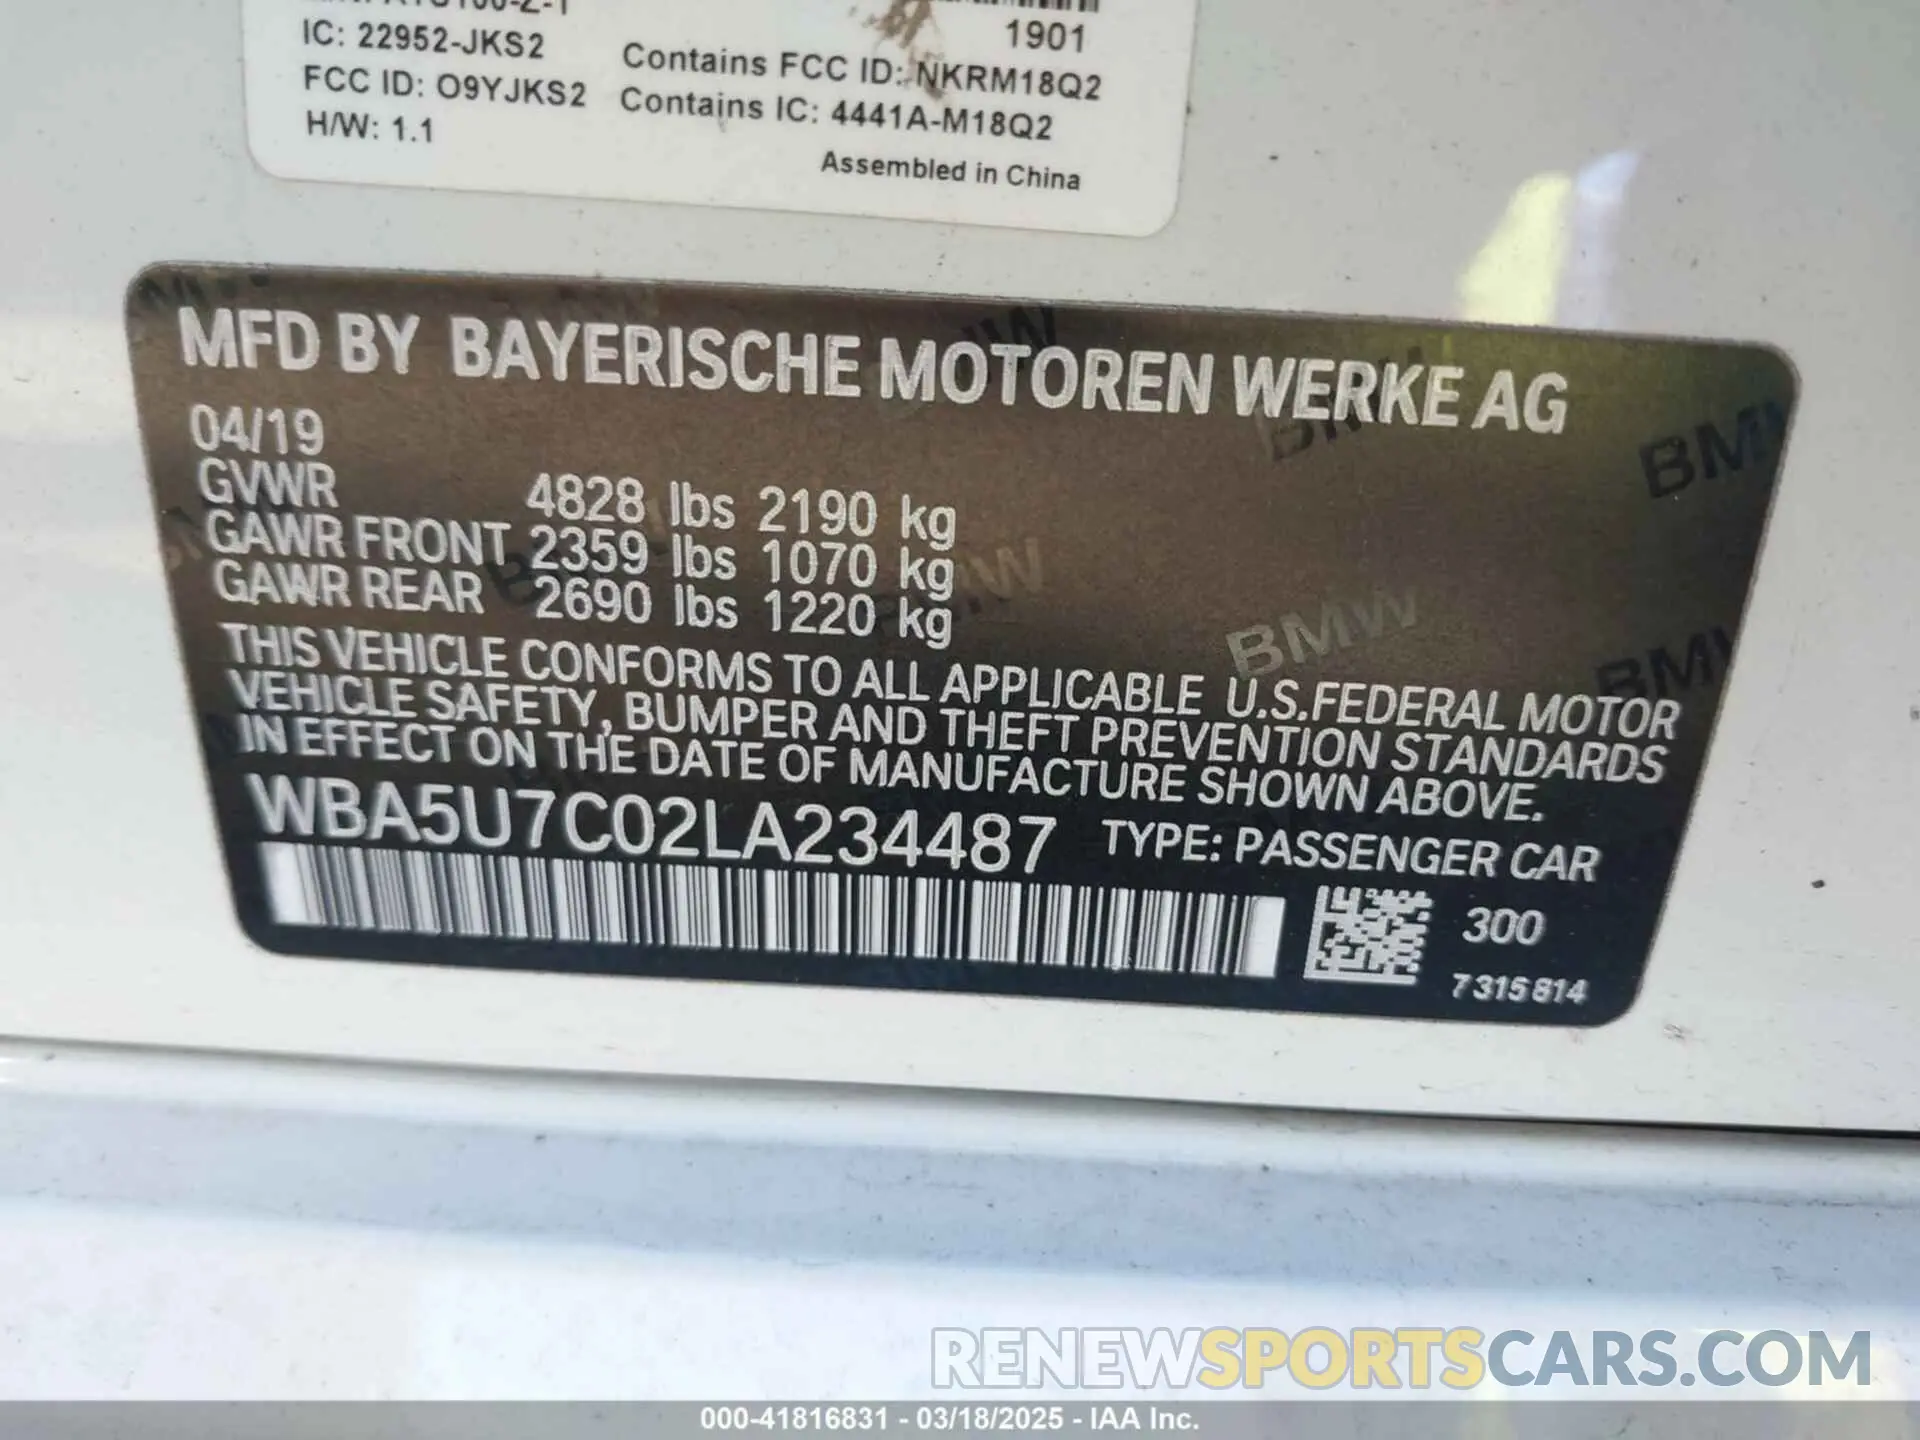 IC: 22952-JKS2
FCC ID: O9YJKS2
H/W: 1.1
1901
Contains FCC ID: NKRM18Q2
Contains IC: 4441A-M18Q2
Assembled in China
MFD BY BAYERISCHE MOTOREN WERKE AG
04/19
GVWR 4828 lbs 2190 kg
GAWR FRONT 2359 lbs 1070 kg
GAWR REAR 2690 lbs 1220 kg
THIS VEHICLE CONFORMS TO ALL APPLICABLE U.S.FEDERAL MOTOR
VEHICLE SAFETY, BUMPER AND THEFT PREVENTION STANDARDS
IN EFFECT ON THE DATE OF MANUFACTURE SHOWN ABOVE.
WBA5U7C02LA234487 TYPE: PASSENGER CAR
300
7315814
RENEWSPORTSCARS.COM
000-41816831 - 03/18/2025 - IAA Inc.